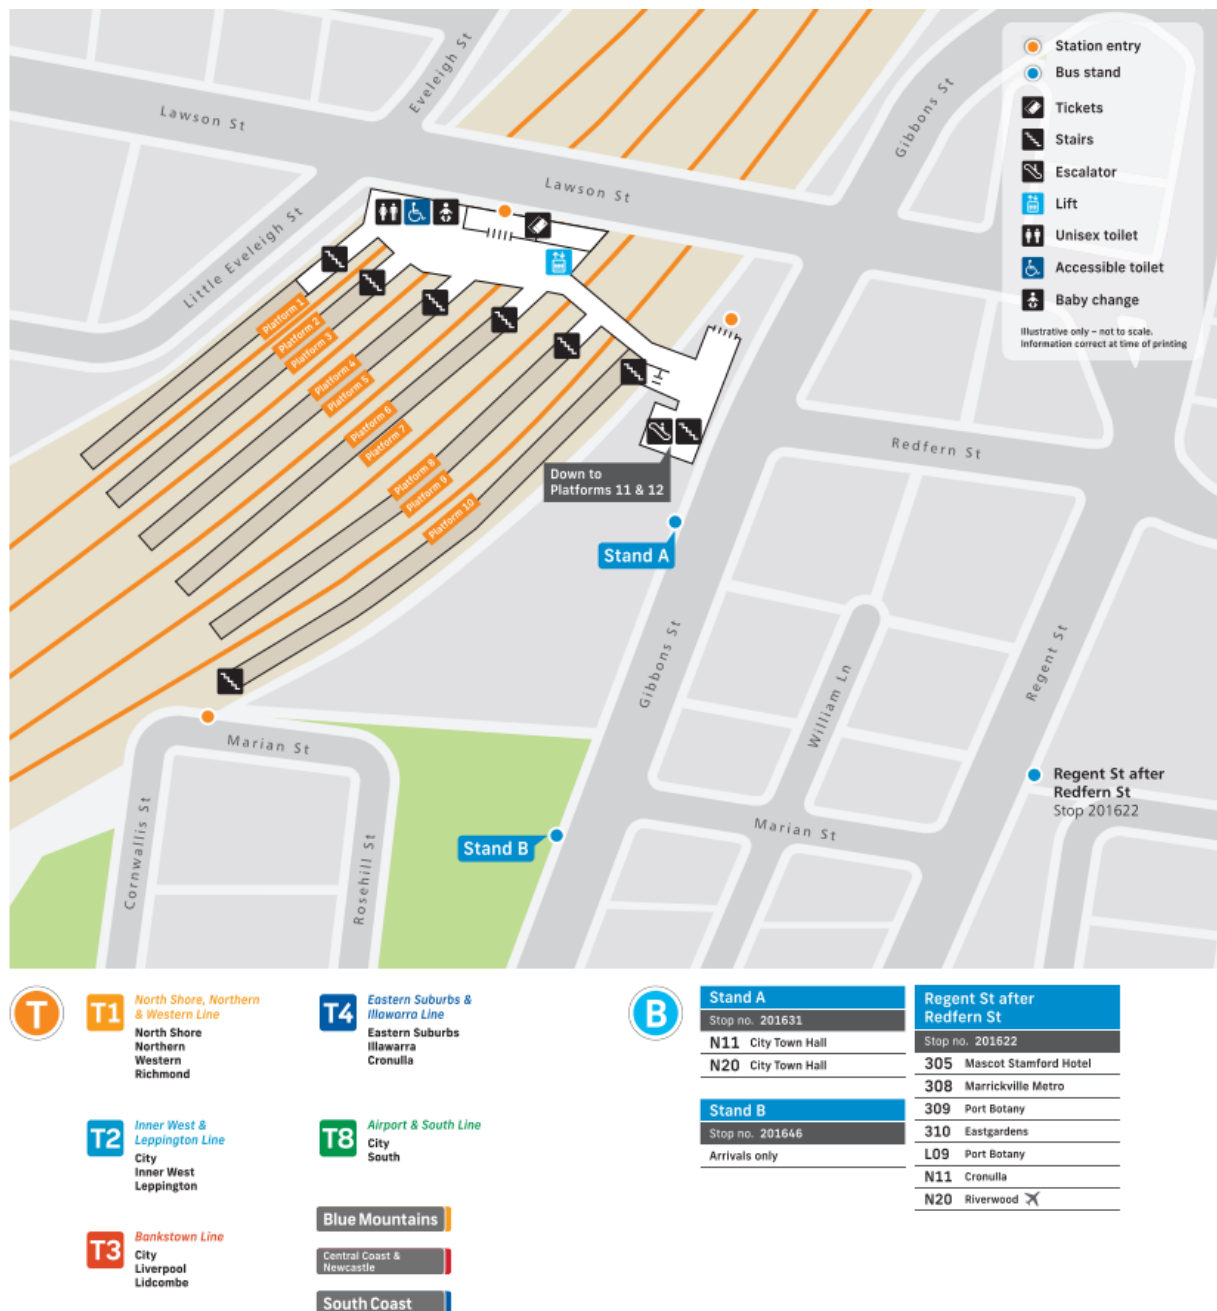 Station entry
Bus stand
Tickets
Stairs
Escalator
Lift
Unisex toilet
Accessible toilet
Baby change
Illustrative only – not to scale.
Information correct at time of printing
Eveleigh St
Lawson St
Gibbons St
Lawson St
Little Eveleigh St
Platform 1
Platform 2
Platform 3
Platform 4
Platform 5
Platform 6
Platform 7
Platform 8
Platform 9
Platform 10
Redfern St
Down to
Platforms 11 & 12
Stand A
Gibbons St
William Ln
Regent St
Marian St
Regent St after
Redfern St
Stop 201622
Cornwallis St
Rosehill St
Stand B
Marian St
T
T1
North Shore, Northern
& Western Line
North Shore
Northern
Western
Richmond
T2
Inner West &
Leppington Line
City
Inner West
Leppington
T3
Bankstown Line
City
Liverpool
Lidcombe
T4
Eastern Suburbs &
Illawarra Line
Eastern Suburbs
Illawarra
Cronulla
T8
Airport & South Line
City
South
Blue Mountains
Central Coast &
Newcastle
South Coast
B
Stand A
Stop no. 201631
N11 City Town Hall
N20 City Town Hall
Stand B
Stop no. 201646
Arrivals only
Regent St after
Redfern St
Stop no. 201622
305 Mascot Stamford Hotel
308 Marrickville Metro
309 Port Botany
310 Eastgardens
L09 Port Botany
N11 Cronulla
N20 Riverwood